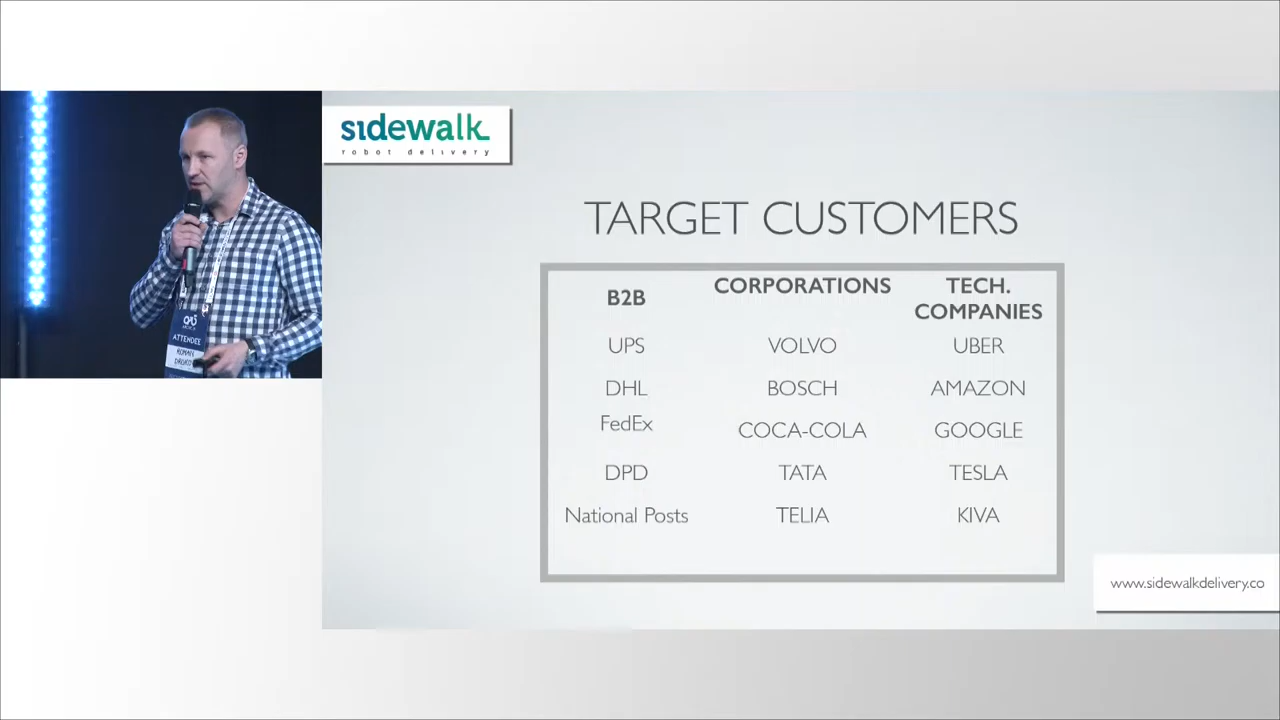 sidewalk
robot delivery
TARGET CUSTOMERS
B2B CORPORATIONS TECH. COMPANIES
UPS VOLVO UBER
DHL BOSCH AMAZON
FedEx COCA-COLA GOOGLE
DPD TATA TESLA
National Posts TELIA KIVA
www.sidewalkdelivery.co
ATTENDEE
ROMAN